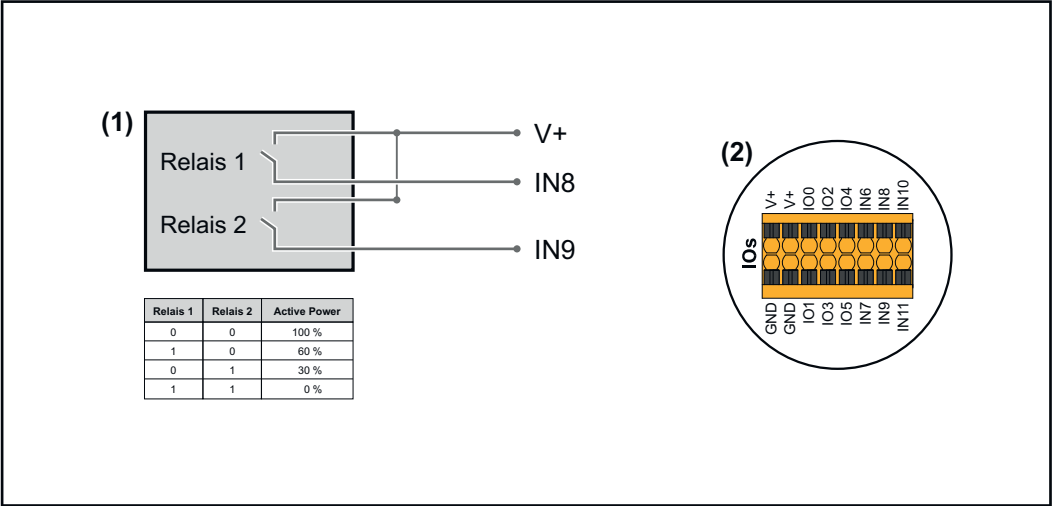 (1)
Relais 1
Relais 2
V+
IN8
IN9
Relais 1 Relais 2 Active Power
0 0 100 %
1 0 60 %
0 1 30 %
1 1 0 %
(2)
V+ V+ IO0 IO2 IO4 IN6 IN8 IN10
IOs
GND GND IO1 IO3 IO5 IN7 IN9 IN11